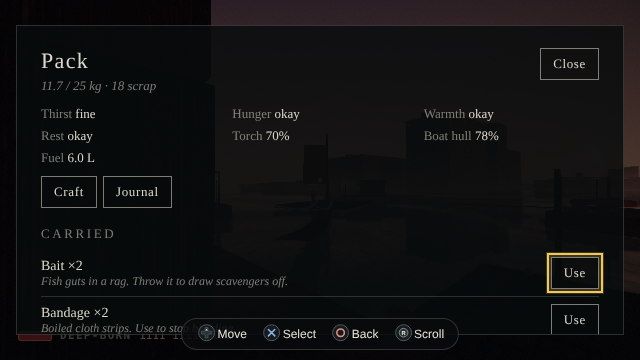 Pack
Close
11.7 / 25 kg · 18 scrap
Thirst fine
Hunger okay
Warmth okay
Rest okay
Torch 70%
Boat hull 78%
Fuel 6.0 L
Craft
Journal
CARRIED
Bait ×2
Fish guts in a rag. Throw it to draw scavengers off.
Use
Bandage ×2
Boiled cloth strips. Use to
Use
Move
Select
Back
R
Scroll